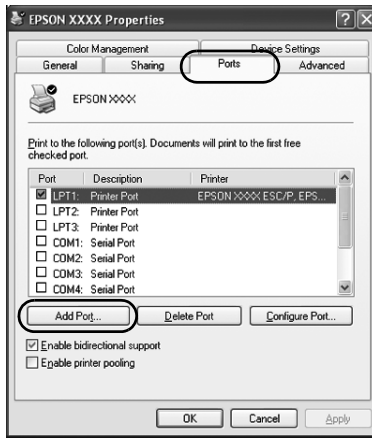 EPSON XXXX Properties
Color Management Device Settings
General Sharing Ports Advanced
EPSON XXXX
Print to the following port(s). Documents will print to the first free
checked port.
Port Description Printer
LPT1: Printer Port EPSON XXXX ESC/P, EPS...
LPT2: Printer Port
LPT3: Printer Port
COM1: Serial Port
COM2: Serial Port
COM3: Serial Port
COM4: Serial Port
Add Port... Delete Port Configure Port...
Enable bidirectional support
Enable printer pooling
OK Cancel Apply